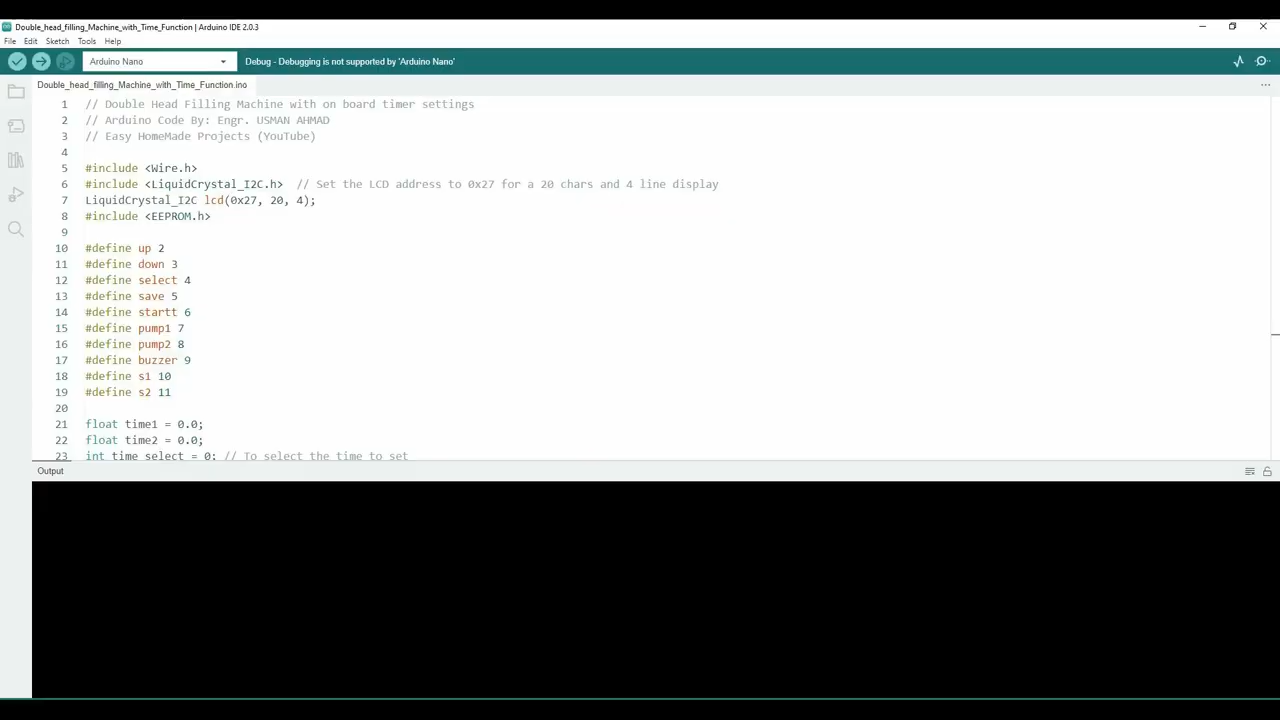 Double_head_filling_Machine_with_Time_Function | Arduino IDE 2.0.3
File Edit Sketch Tools Help
Arduino Nano
Debug - Debugging is not supported by 'Arduino Nano'
Double_head_filling_Machine_with_Time_Function.ino
1 // Double Head Filling Machine with on board timer settings
2 // Arduino Code By: Engr. USMAN AHMAD
3 // Easy HomeMade Projects (YouTube)
4
5 #include <Wire.h>
6 #include <LiquidCrystal_I2C.h>  // Set the LCD address to 0x27 for a 20 chars and 4 line display
7 LiquidCrystal_I2C lcd(0x27, 20, 4);
8 #include <EEPROM.h>
9
10 #define up 2
11 #define down 3
12 #define select 4
13 #define save 5
14 #define startt 6
15 #define pump1 7
16 #define pump2 8
17 #define buzzer 9
18 #define s1 10
19 #define s2 11
20
21 float time1 = 0.0;
22 float time2 = 0.0;
23 int time_select = 0; // To select the time to set
Output